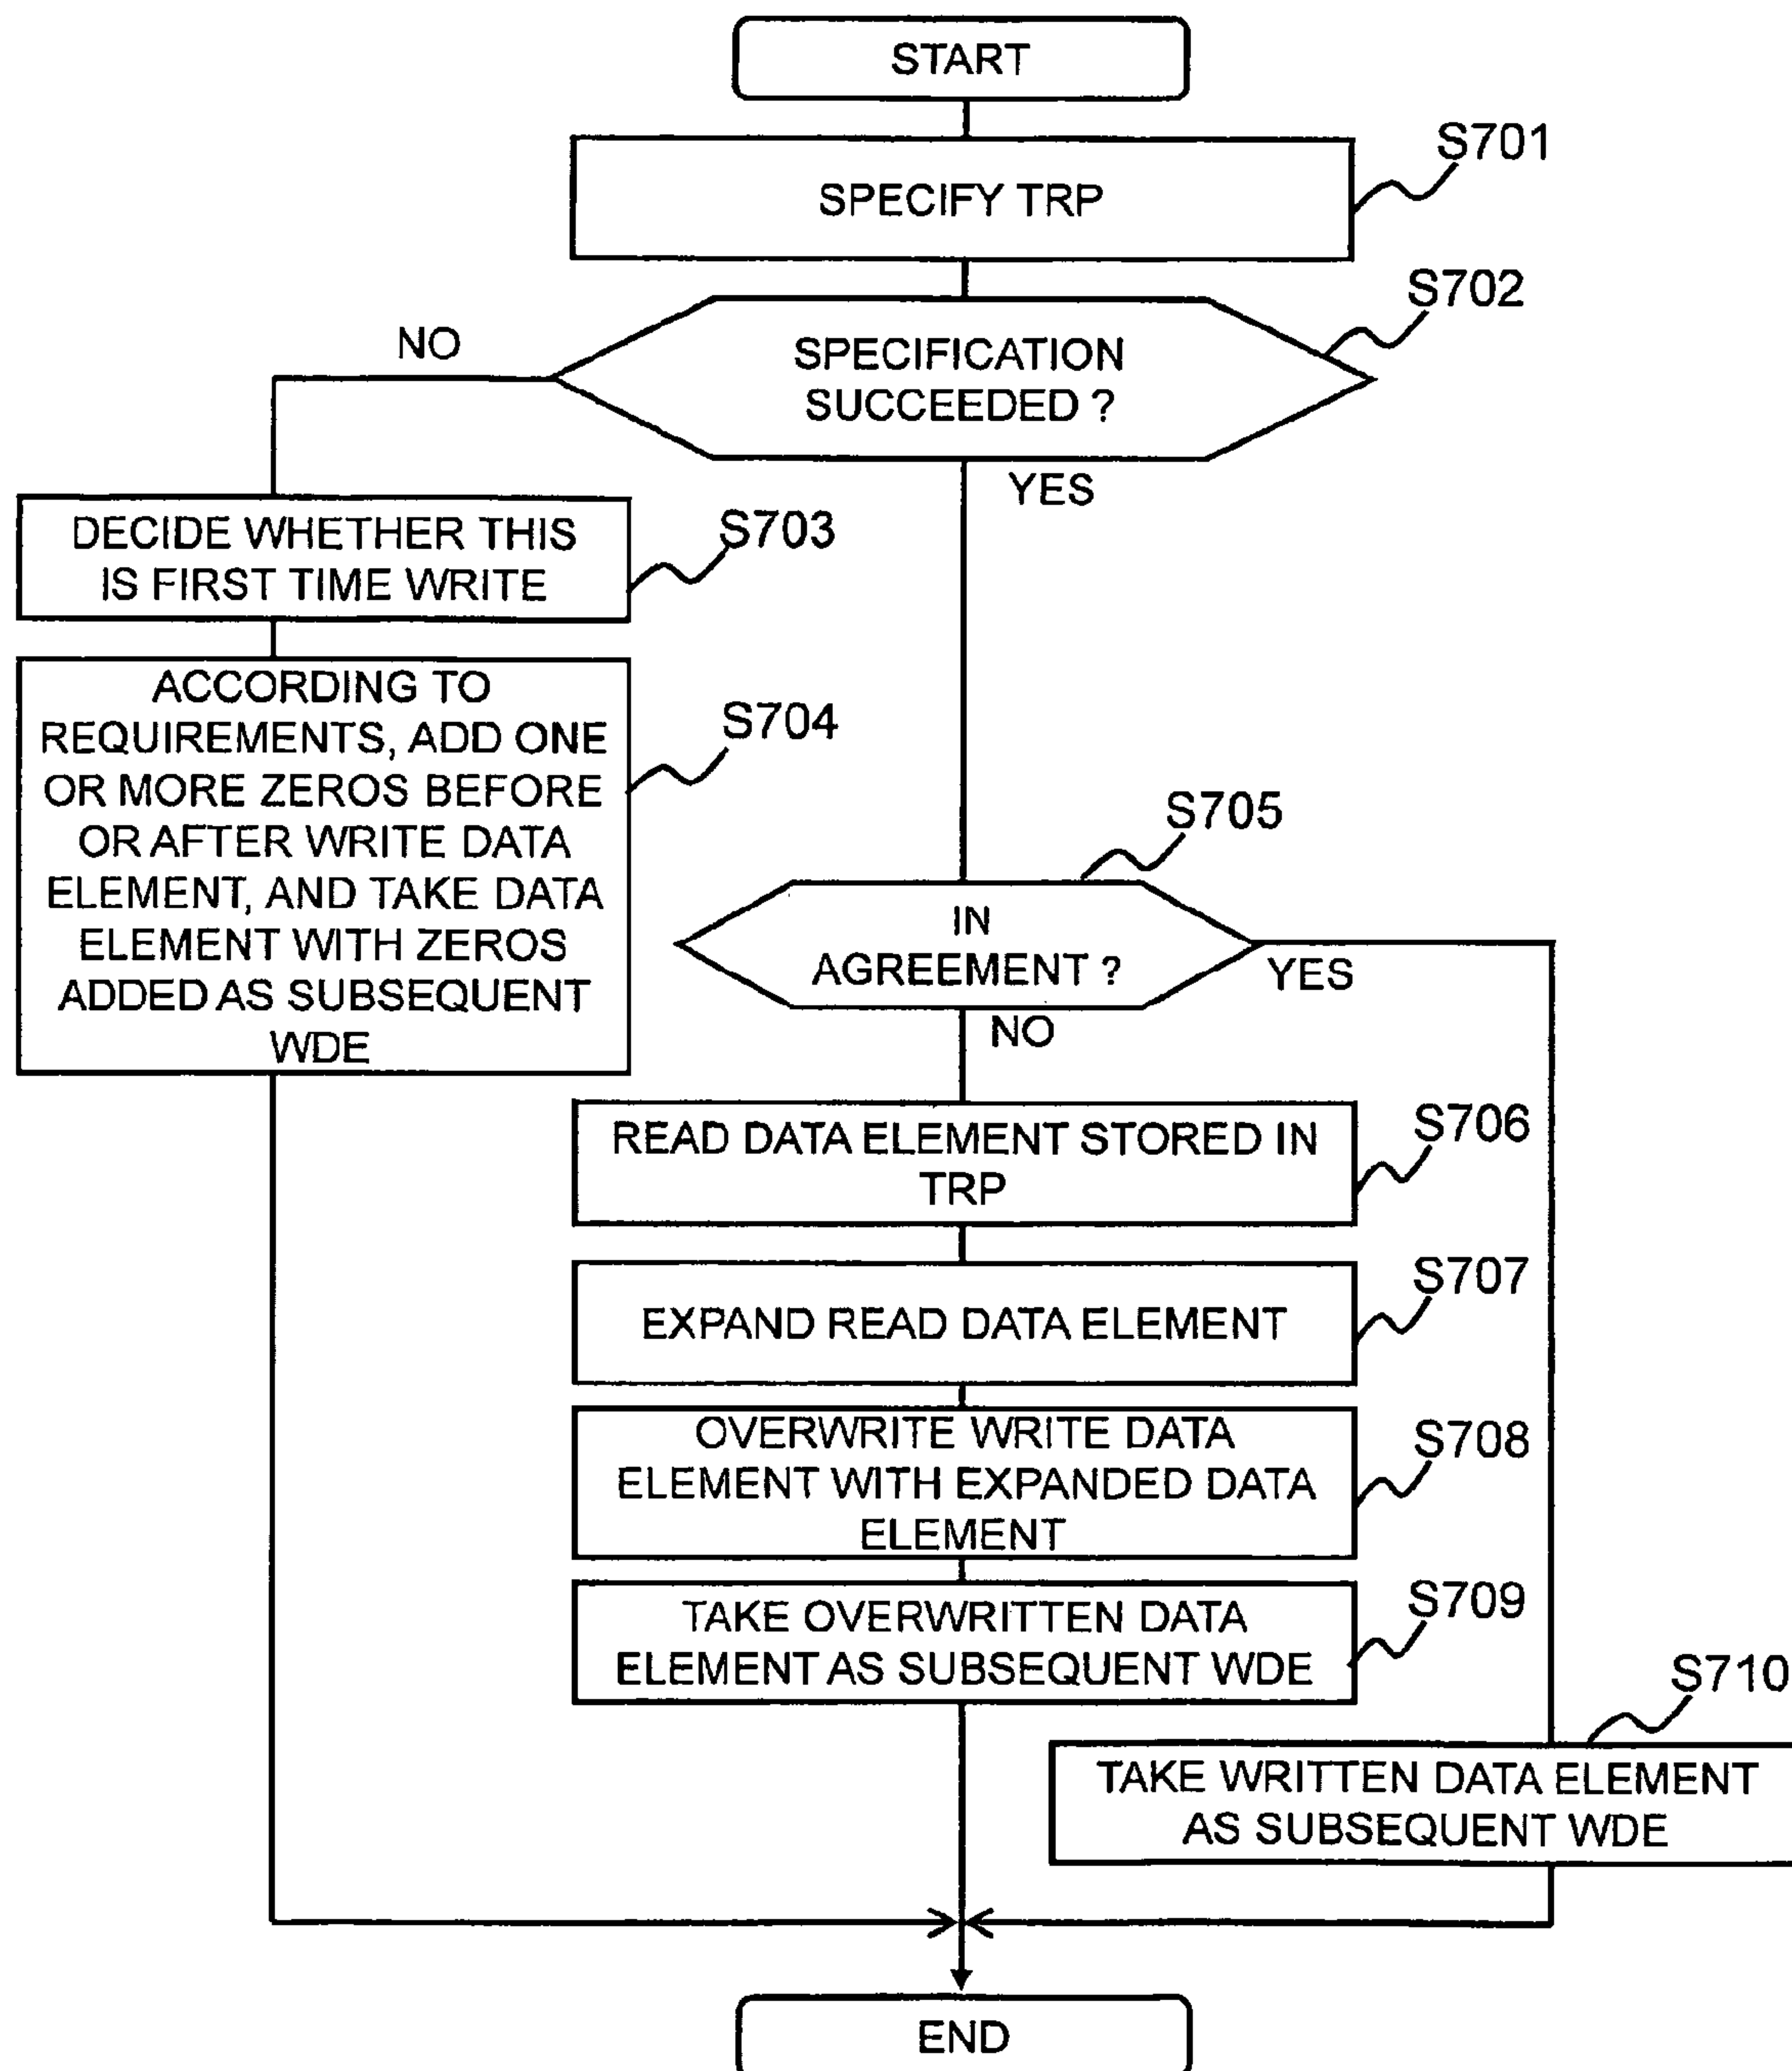 START
S701
SPECIFY TRP
S702
NO
SPECIFICATION
SUCCEEDED ?
YES
DECIDE WHETHER THIS
IS FIRST TIME WRITE
S703
ACCORDING TO
REQUIREMENTS, ADD ONE
OR MORE ZEROS BEFORE
OR AFTER WRITE DATA
ELEMENT, AND TAKE DATA
ELEMENT WITH ZEROS
ADDED AS SUBSEQUENT
WDE
S704
S705
IN
AGREEMENT ?
YES
NO
READ DATA ELEMENT STORED IN
TRP
S706
EXPAND READ DATA ELEMENT
S707
OVERWRITE WRITE DATA
ELEMENT WITH EXPANDED DATA
ELEMENT
S708
TAKE OVERWRITTEN DATA
ELEMENT AS SUBSEQUENT WDE
S709
S710
TAKE WRITTEN DATA ELEMENT
AS SUBSEQUENT WDE
END